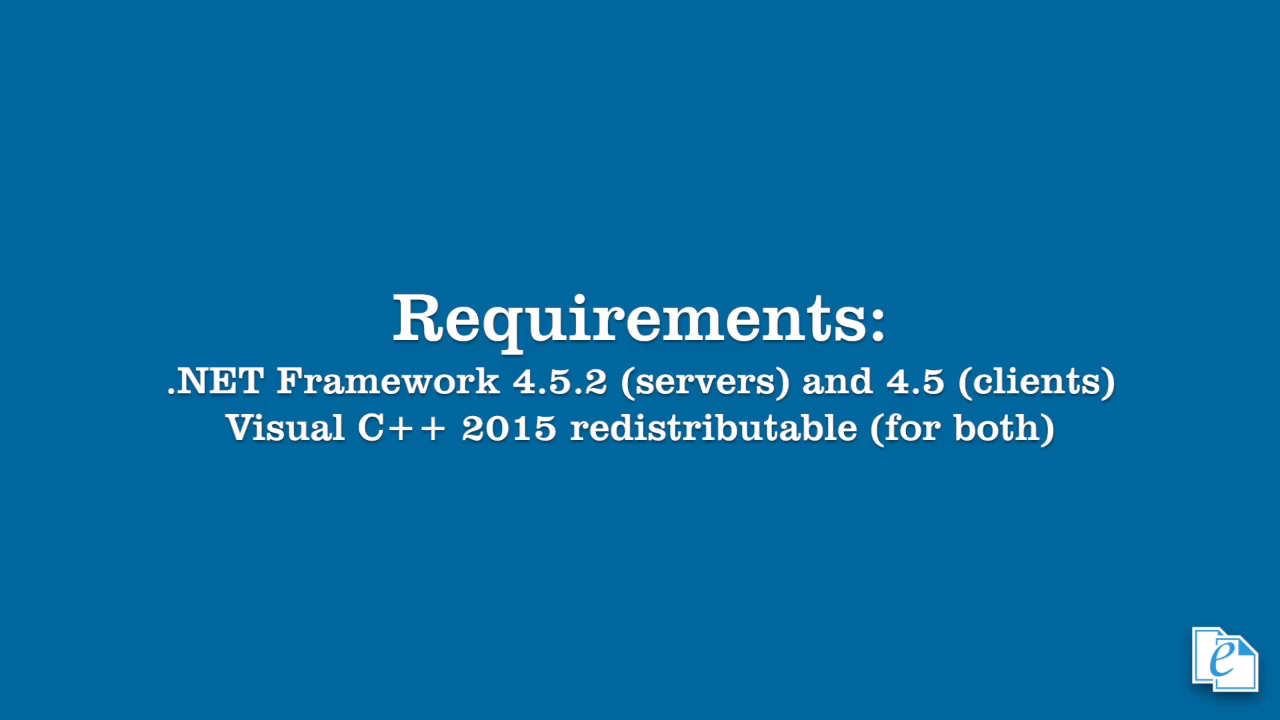 Requirements:
.NET Framework 4.5.2 (servers) and 4.5 (clients)
Visual C++ 2015 redistributable (for both)
e